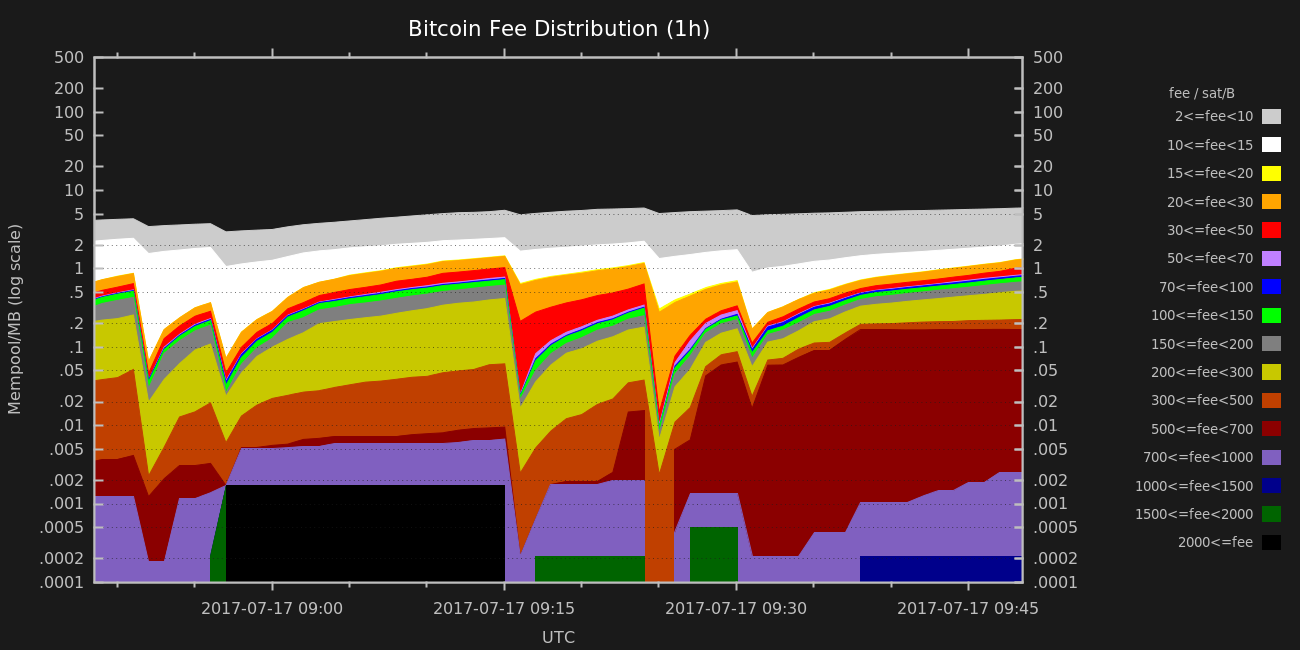 Bitcoin Fee Distribution (1h)
500
200
100
50
20
10
5
2
1
.5
.2
.1
.05
.02
.01
.005
.002
.001
.0005
.0002
.0001
Mempool/MB (log scale)
500
200
100
50
20
10
5
2
1
.5
.2
.1
.05
.02
.01
.005
.002
.001
.0005
.0002
.0001
2017-07-17 09:00
2017-07-17 09:15
2017-07-17 09:30
2017-07-17 09:45
UTC
fee / sat/B
2<=fee<10
10<=fee<15
15<=fee<20
20<=fee<30
30<=fee<50
50<=fee<70
70<=fee<100
100<=fee<150
150<=fee<200
200<=fee<300
300<=fee<500
500<=fee<700
700<=fee<1000
1000<=fee<1500
1500<=fee<2000
2000<=fee